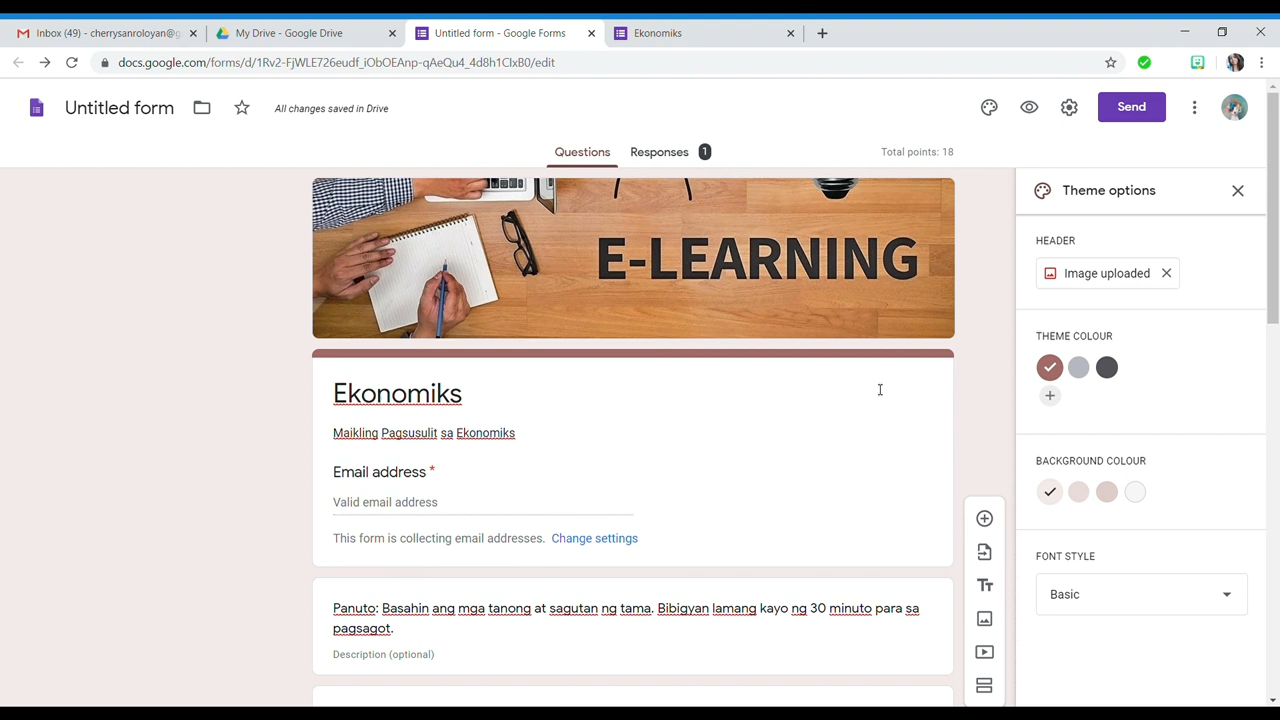 Inbox (49) - cherrysanroloyan@g
My Drive - Google Drive
Untitled form - Google Forms
Ekonomiks
docs.google.com/forms/d/1Rv2-FjWLE726eudf_iObOEAnp-qAeQu4_4d8h1ClxB0/edit
Untitled form
All changes saved in Drive
Send
Questions
Responses 1
Total points: 18
E-LEARNING
Ekonomiks
Maikling Pagsusulit sa Ekonomiks
Email address *
Valid email address
This form is collecting email addresses. Change settings
Panuto: Basahin ang mga tanong at sagutan ng tama. Bibigyan lamang kayo ng 30 minuto para sa
pagsagot.
Description (optional)
Tт
Theme options
HEADER
Image uploaded
THEME COLOUR
BACKGROUND COLOUR
FONT STYLE
Basic